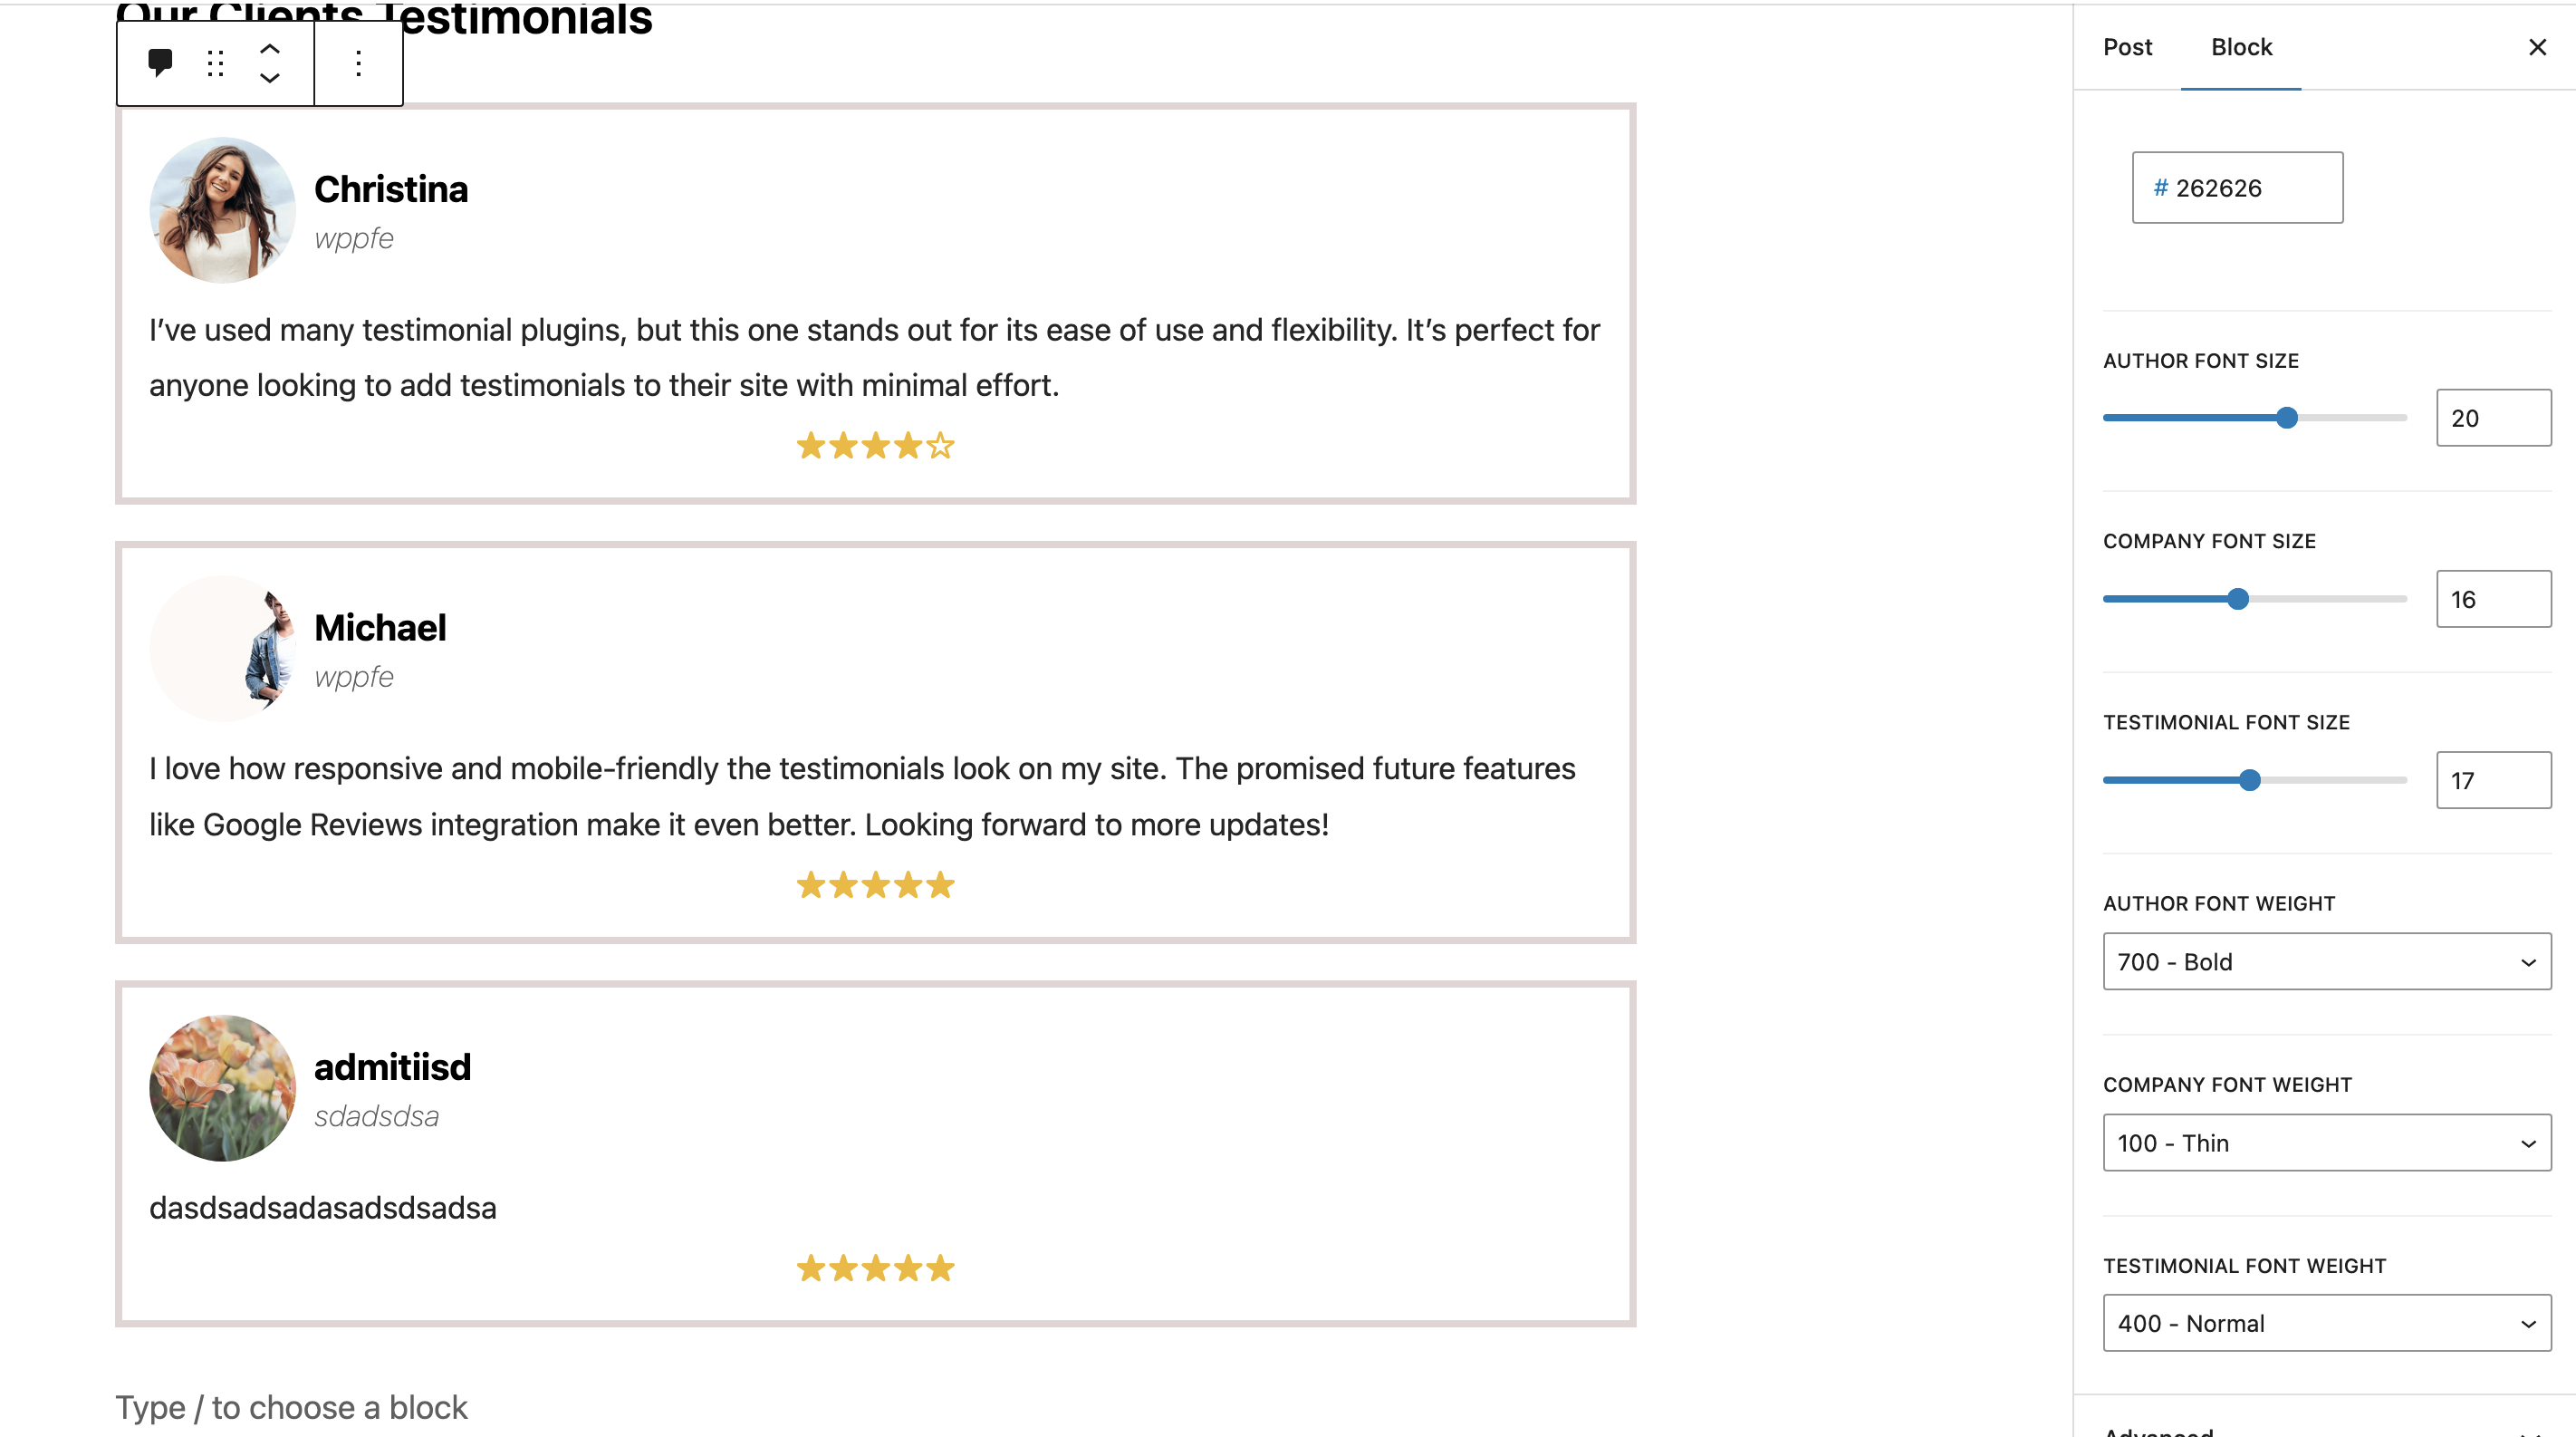 Our Clients Testimonials
Christina
wppfe
I’ve used many testimonial plugins, but this one stands out for its ease of use and flexibility. It’s perfect for
anyone looking to add testimonials to their site with minimal effort.
Michael
wppfe
I love how responsive and mobile-friendly the testimonials look on my site. The promised future features
like Google Reviews integration make it even better. Looking forward to more updates!
admitiisd
sdadsdsa
dasdsadsadasadsdsadsa
Type / to choose a block
Post Block
# 262626
AUTHOR FONT SIZE
20
COMPANY FONT SIZE
16
TESTIMONIAL FONT SIZE
17
AUTHOR FONT WEIGHT
700 - Bold
COMPANY FONT WEIGHT
100 - Thin
TESTIMONIAL FONT WEIGHT
400 - Normal
Advanced